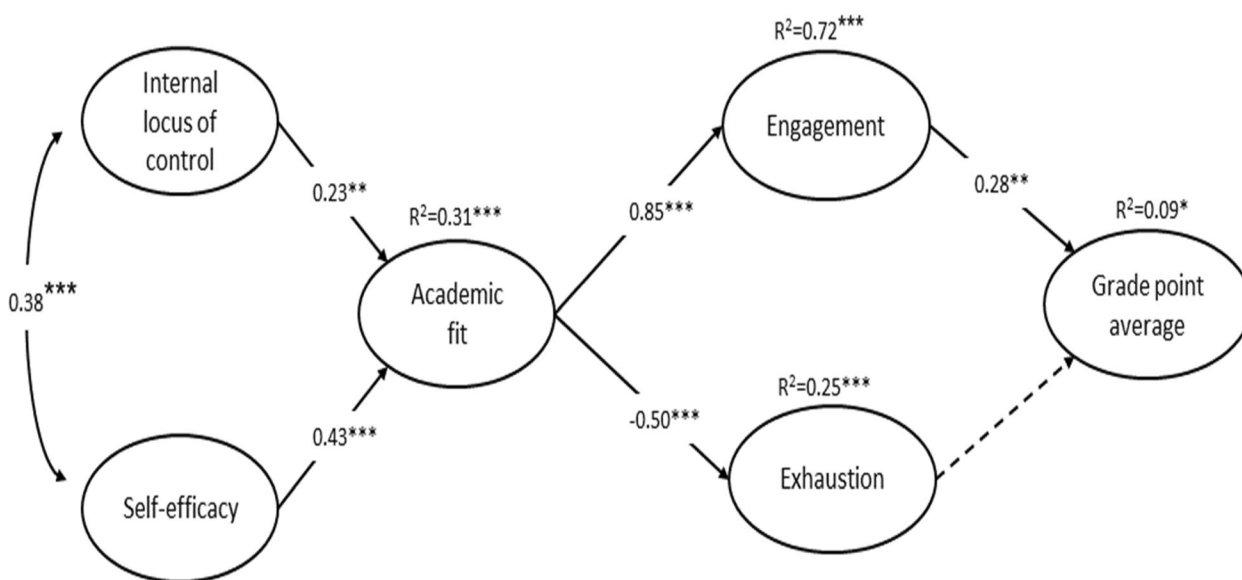 R²=0.72***
Internal
locus of
control
Engagement
0.23**
0.28**
R²=0.31***
0.85***
R²=0.09*
0.38***
Academic
fit
Grade point
average
R²=0.25***
-0.50***
0.43***
Self-efficacy
Exhaustion